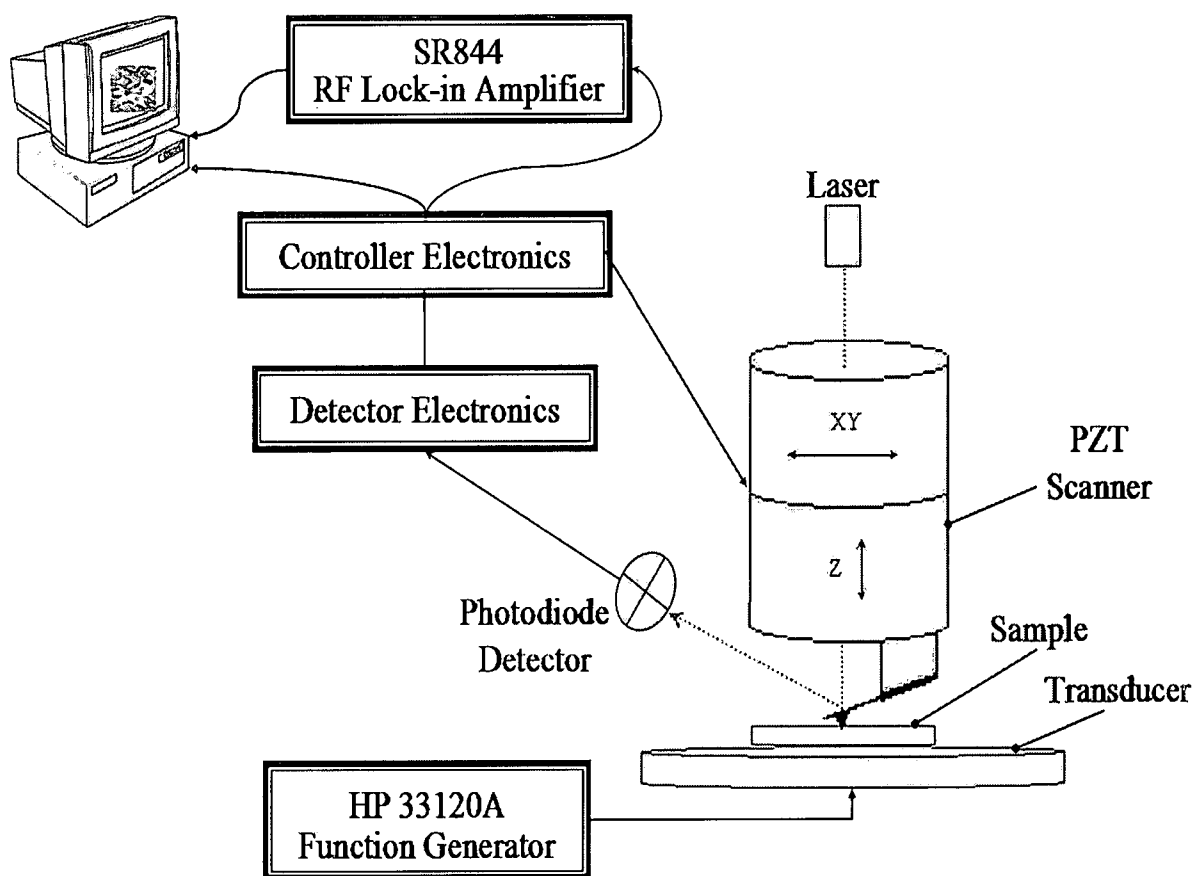 SR844
RF Lock-in Amplifier
Laser
Controller Electronics
Detector Electronics
XY
PZT
Scanner
Z
Photodiode
Detector
Sample
Transducer
HP 33120A
Function Generator